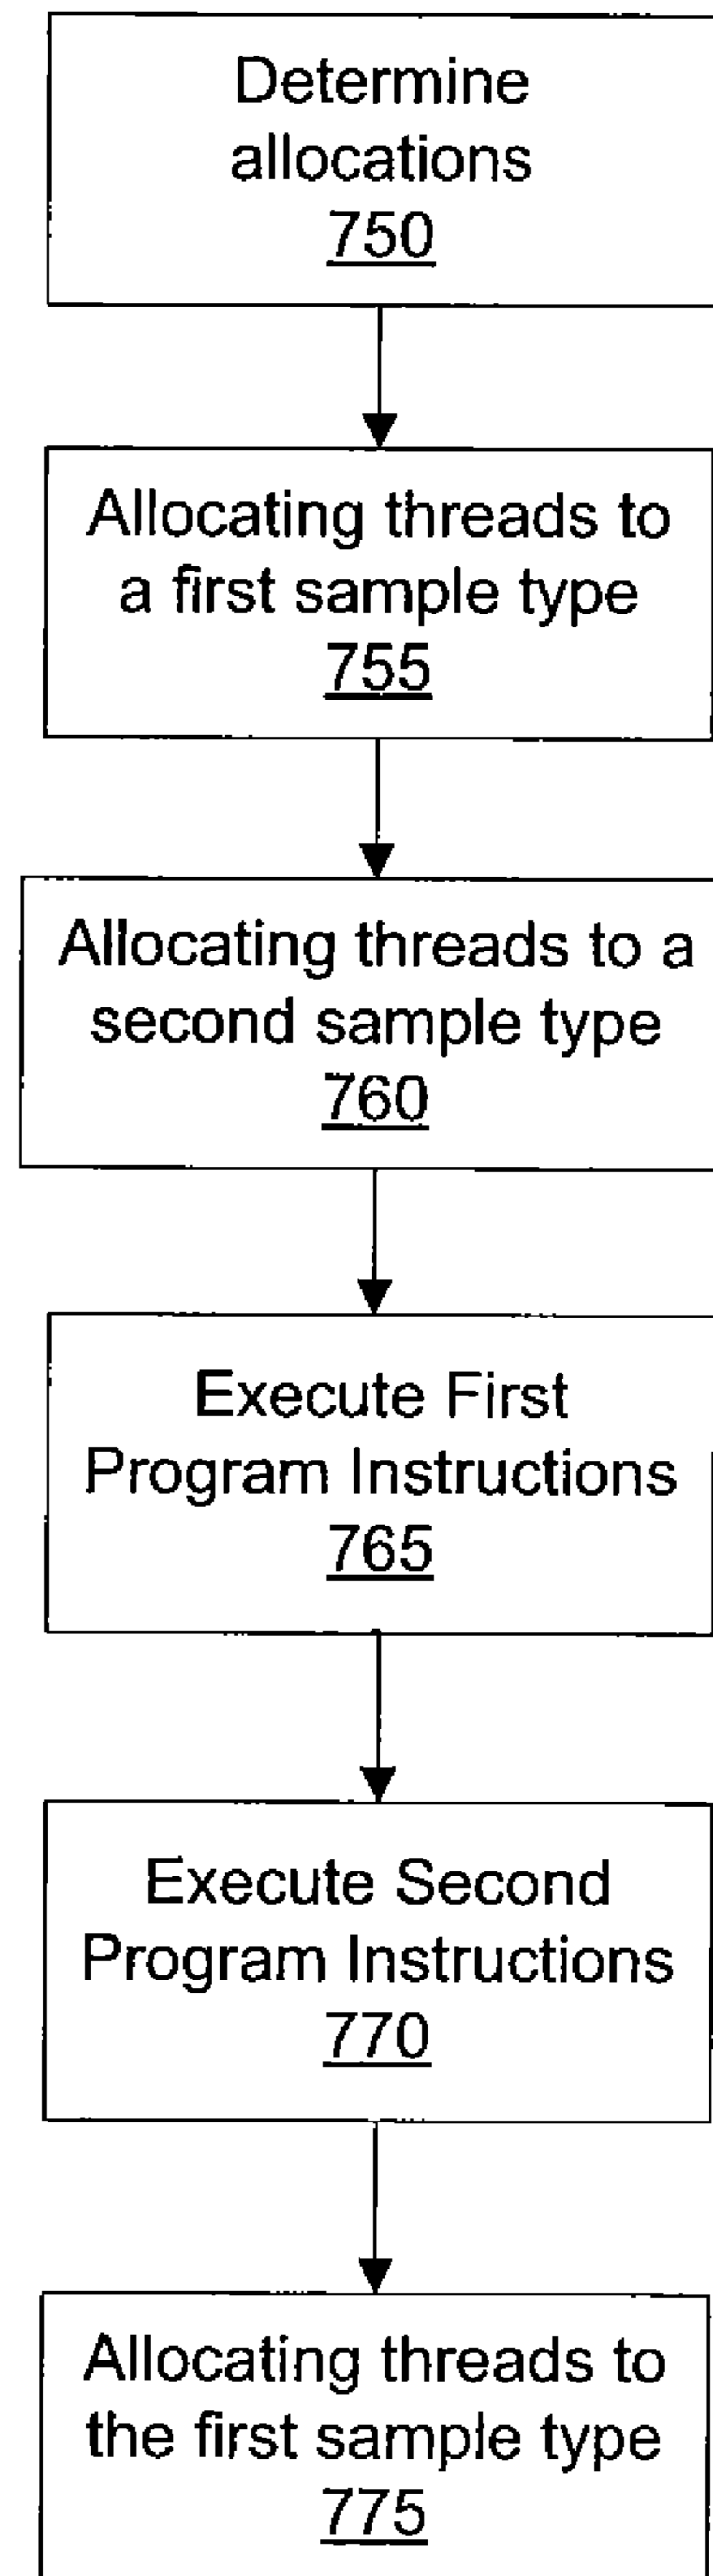 Determine
allocations
750
Allocating threads to
a first sample type
755
Allocating threads to a
second sample type
760
Execute First
Program Instructions
765
Execute Second
Program Instructions
770
Allocating threads to
the first sample type
775